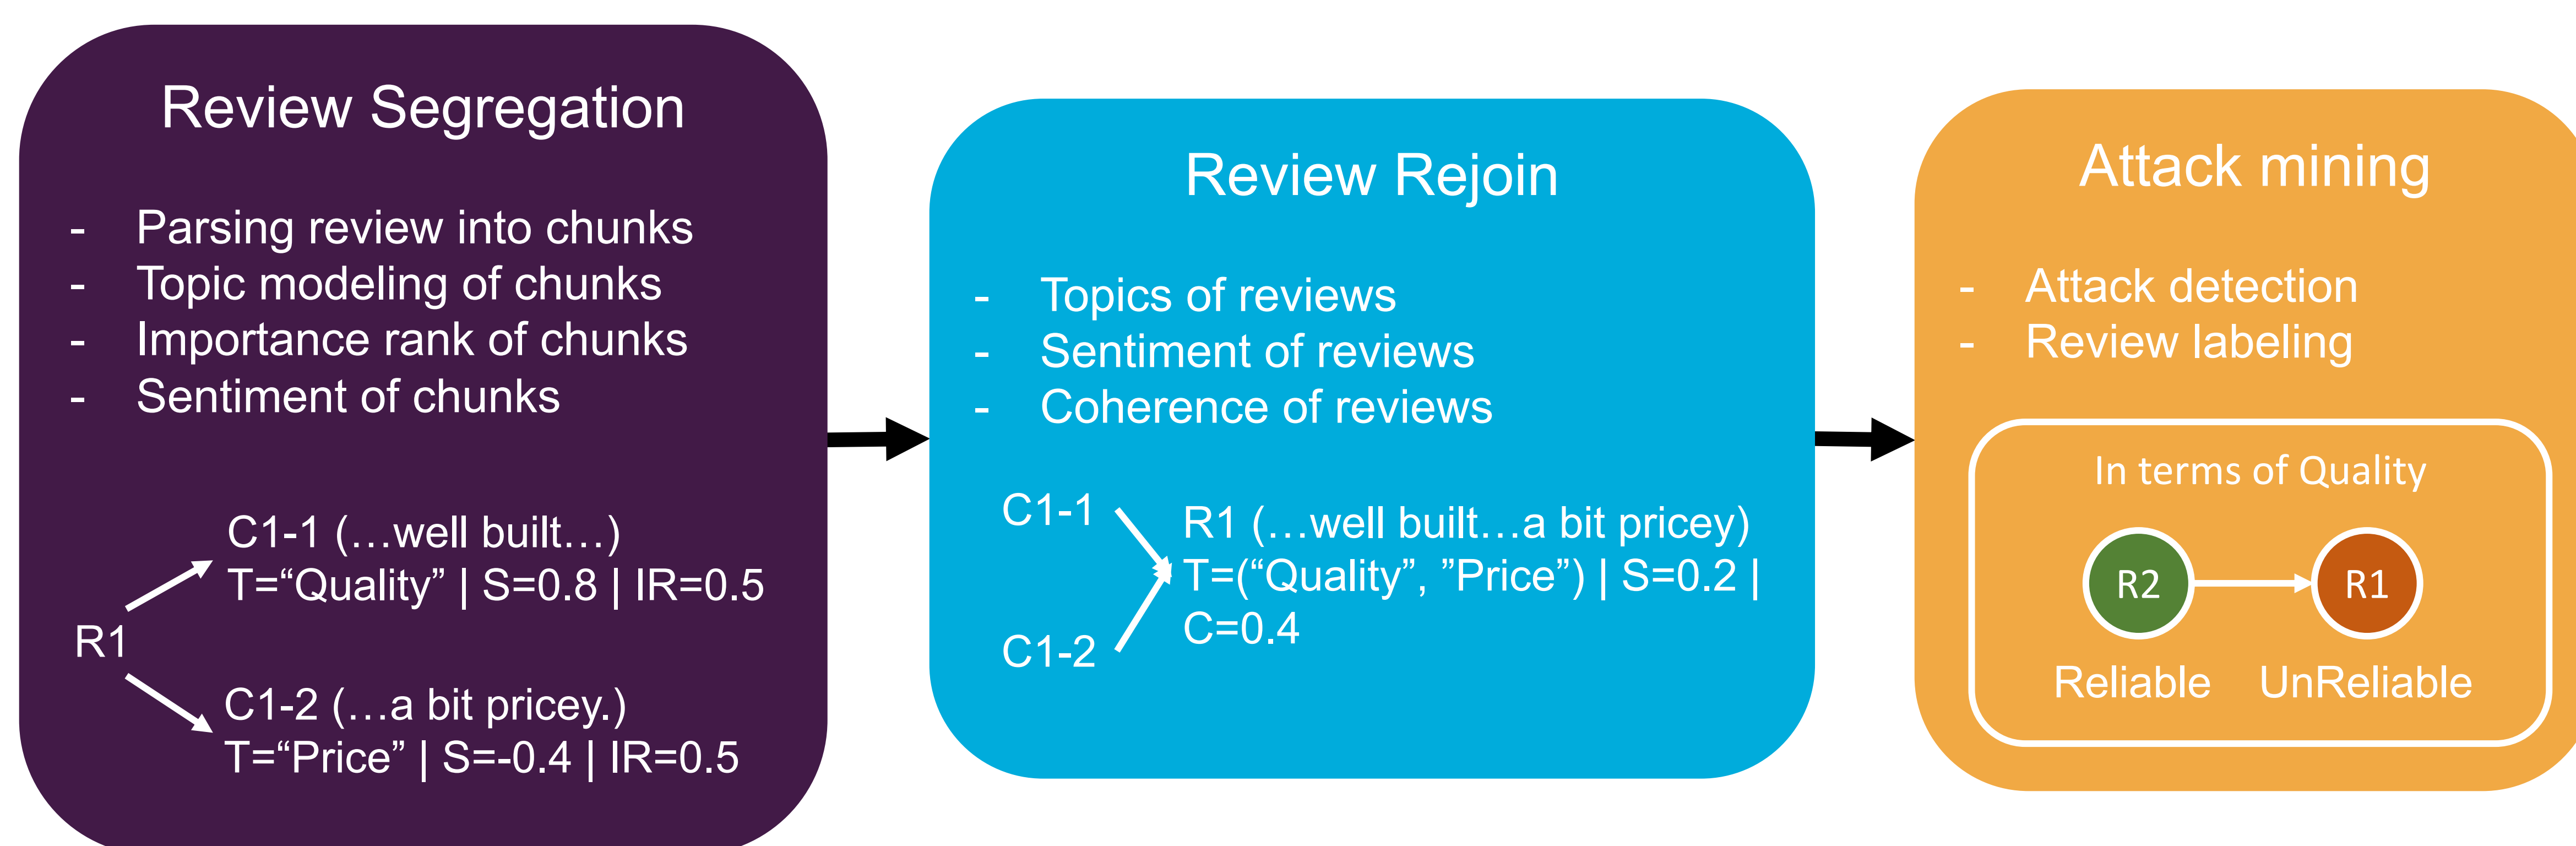 Review Segregation
- Parsing review into chunks
- Topic modeling of chunks
- Importance rank of chunks
- Sentiment of chunks
R1
C1-1 (…well built…)
T=“Quality” | S=0.8 | IR=0.5
C1-2 (…a bit pricey.)
T=“Price” | S=-0.4 | IR=0.5
Review Rejoin
- Topics of reviews
- Sentiment of reviews
- Coherence of reviews
C1-1
C1-2
R1 (…well built…a bit pricey)
T=(“Quality”, ”Price”) | S=0.2 |
C=0.4
Attack mining
- Attack detection
- Review labeling
In terms of Quality
R2 R1
Reliable UnReliable